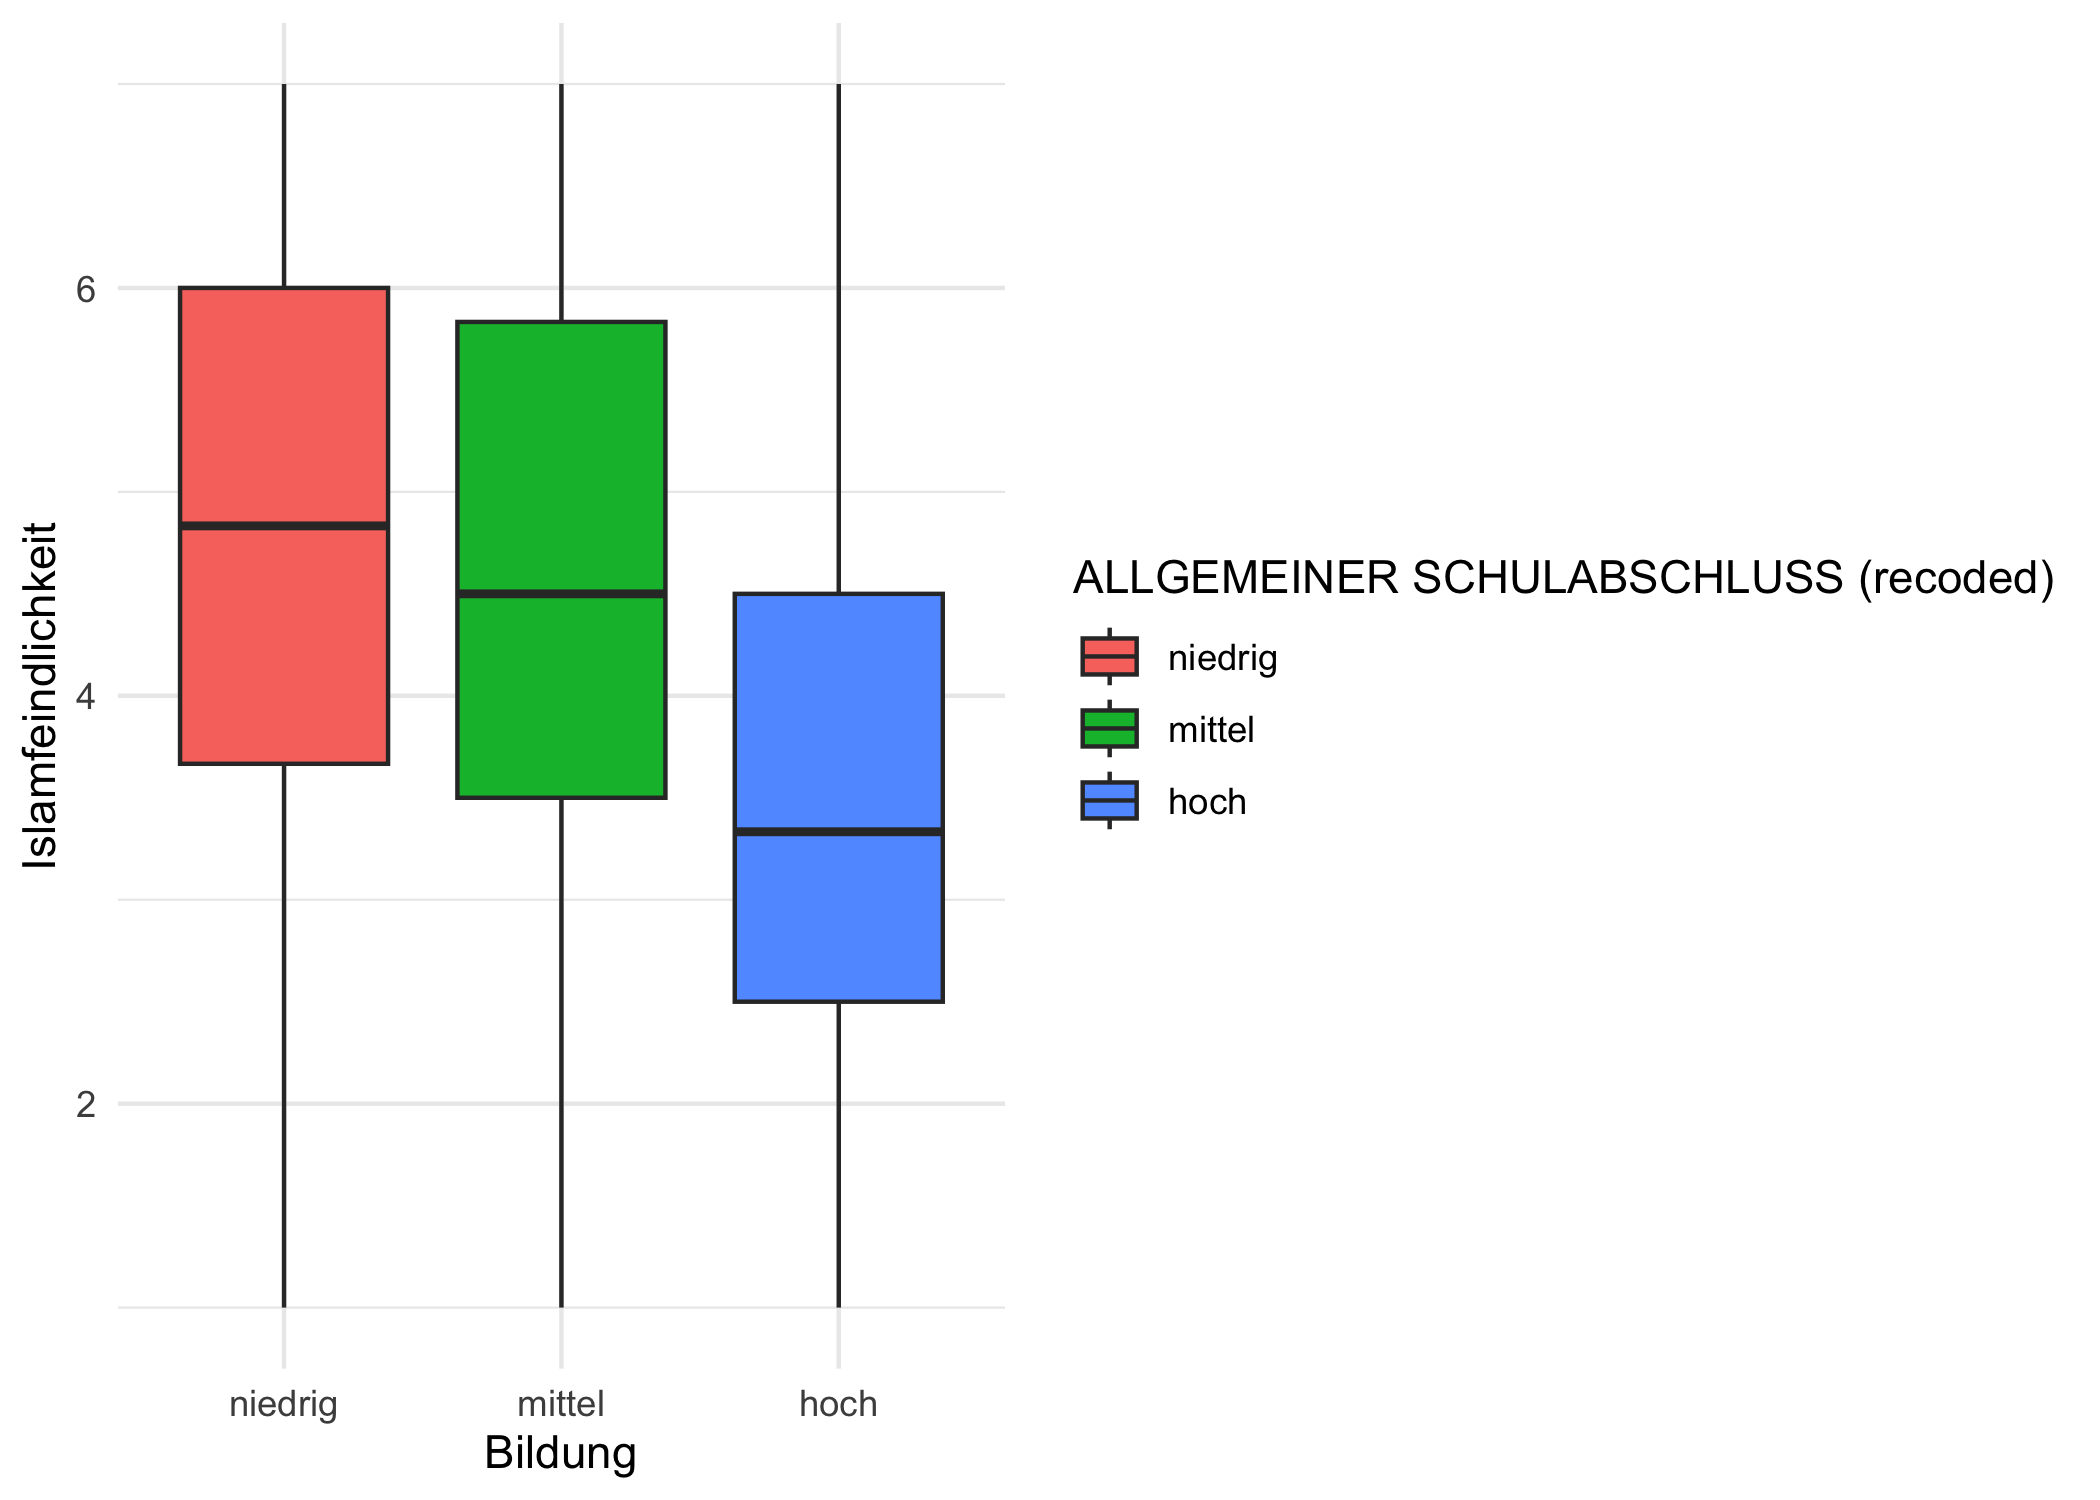 Islamfeindlichkeit
6
4
2
niedrig
mittel
hoch
Bildung
ALLGEMEINER SCHULABSCHLUSS (recoded)
niedrig
mittel
hoch